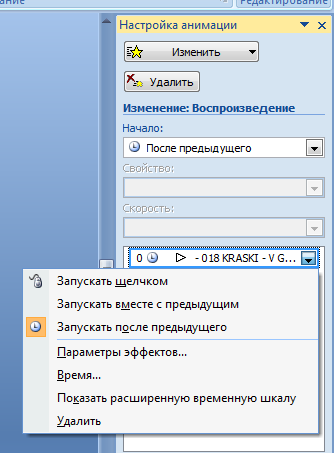 ание
Редактирование
Настройка анимации
Изменить
Удалить
Изменение: Воспроизведение
Начало:
После предыдущего
Свойство:
Скорость:
0 - 018 KRASKI - V G...
Запускать щелчком
Запускать вместе с предыдущим
Запускать после предыдущего
Параметры эффектов...
Время...
Показать расширенную временную шкалу
Удалить